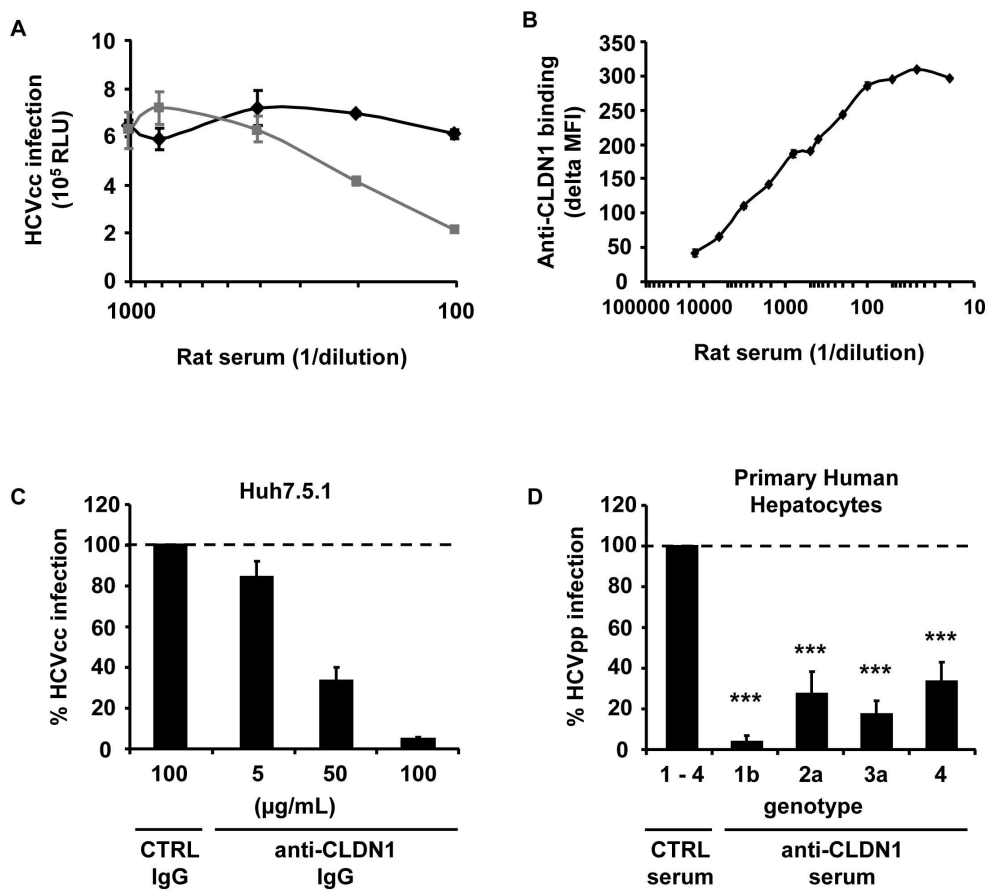 A
10
8
6
4
2
0
HCVcc infection
(10⁵ RLU)
1000
100
Rat serum (1/dilution)
B
350
300
250
200
150
100
50
0
Anti-CLDN1 binding
(delta MFI)
100000
10000
1000
100
10
Rat serum (1/dilution)
C
Huh7.5.1
120
100
80
60
40
20
0
% HCVcc infection
100
5
50
100
(µg/mL)
CTRL
IgG
anti-CLDN1
IgG
D
Primary Human
Hepatocytes
120
100
80
60
40
20
0
% HCVpp infection
***
***
***
***
1 - 4
1b
2a
3a
4
genotype
CTRL
serum
anti-CLDN1
serum